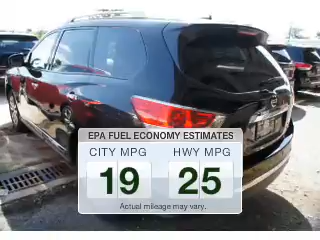 EPA FUEL ECONOMY ESTIMATES
CITY MPG HWY MPG
19 25
Actual mileage may vary.